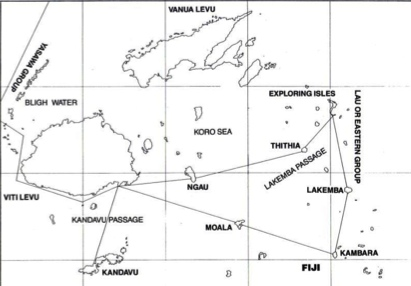 VANUA LEVU
YASAWA GROUP
BLIGH WATER
EXPLORING ISLES
KORO SEA
LAU OR EASTERN GROUP
THITHIA
LAKEMBA PASSAGE
VITI LEVU
NGAU
LAKEMBA
KANDAVU PASSAGE
MOALA
KAMBARA
KANDAVU
FIJI